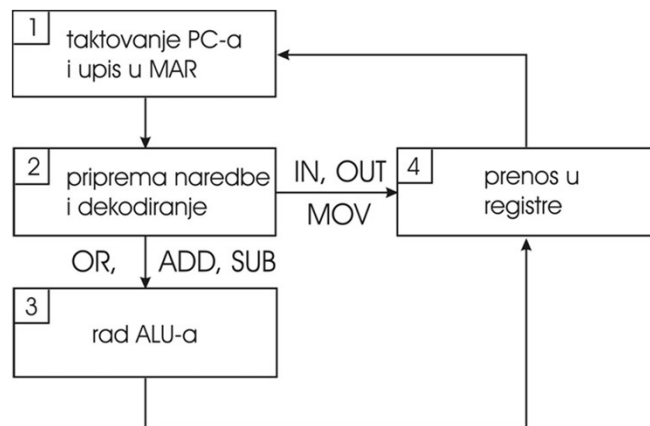 1
taktovanje PC-a
i upis u MAR
2
priprema naredbe
i dekodiranje
IN, OUT
MOV
4
prenos u
registre
OR, ADD, SUB
3
rad ALU-a